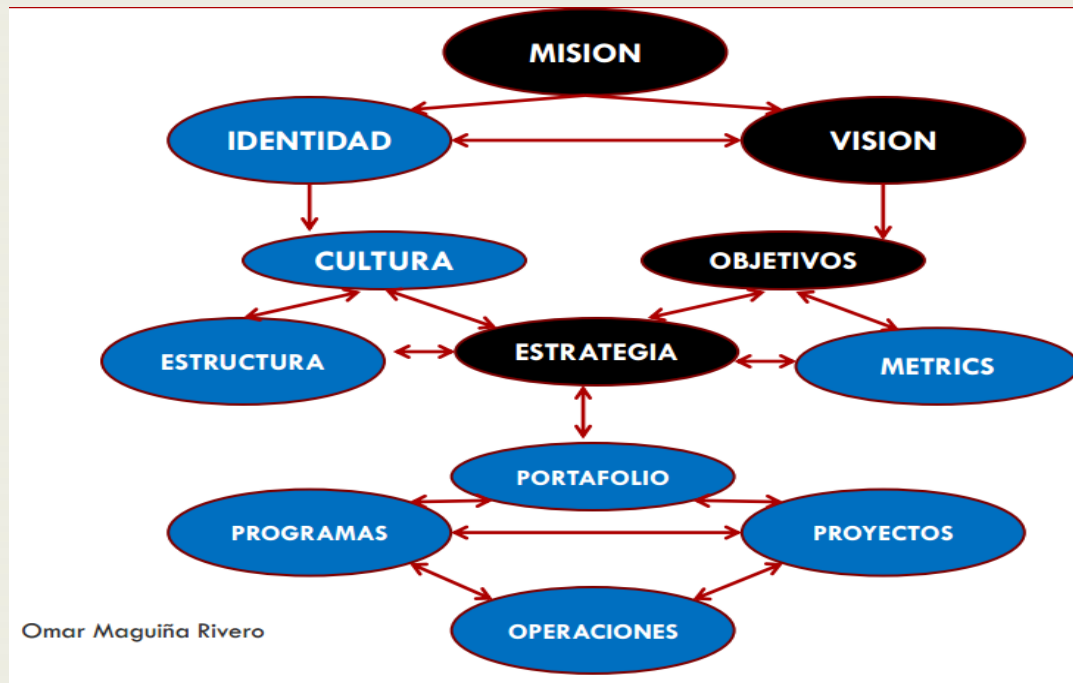 MISION
IDENTIDAD
VISION
CULTURA
OBJETIVOS
ESTRUCTURA
ESTRATEGIA
METRICS
PORTAFOLIO
PROGRAMAS
PROYECTOS
OPERACIONES
Omar Maguiña Rivero